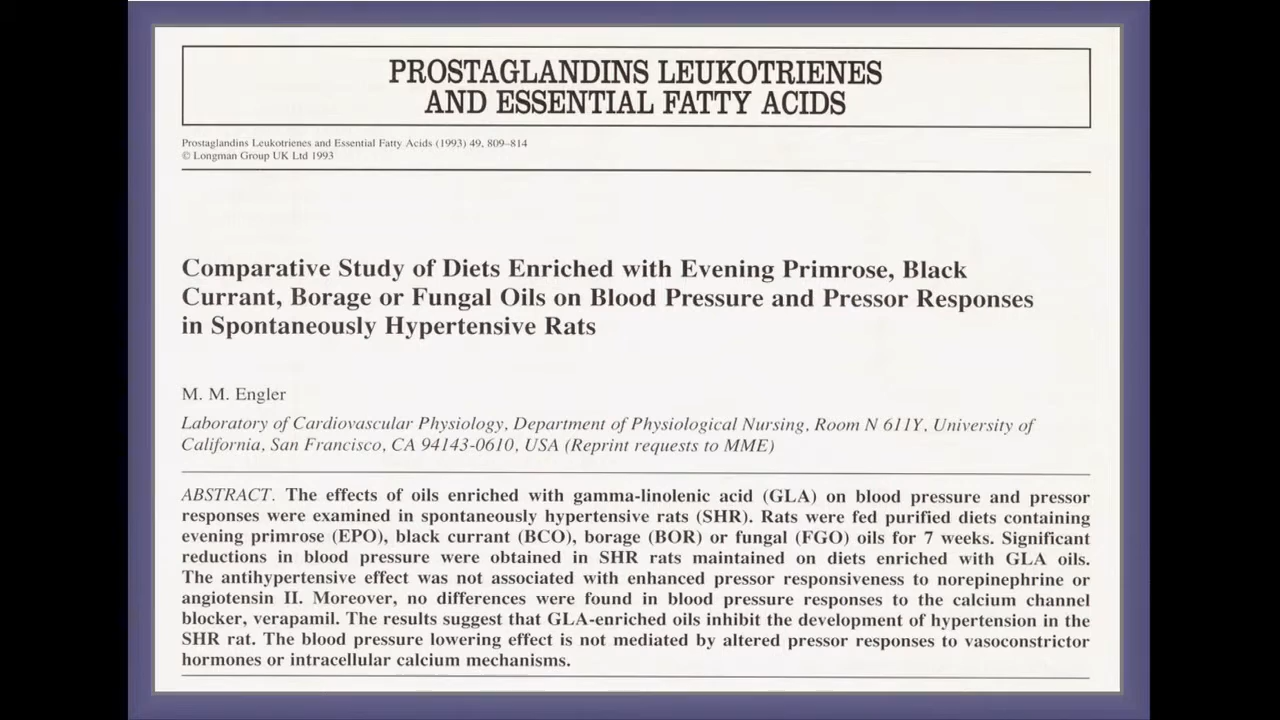 PROSTAGLANDINS LEUKOTRIENES
AND ESSENTIAL FATTY ACIDS
Prostaglandins Leukotrienes and Essential Fatty Acids (1993) 49, 809–814
© Longman Group UK Ltd 1993
Comparative Study of Diets Enriched with Evening Primrose, Black
Currant, Borage or Fungal Oils on Blood Pressure and Pressor Responses
in Spontaneously Hypertensive Rats
M. M. Engler
Laboratory of Cardiovascular Physiology, Department of Physiological Nursing, Room N 611Y, University of
California, San Francisco, CA 94143-0610, USA (Reprint requests to MME)
ABSTRACT. The effects of oils enriched with gamma-linolenic acid (GLA) on blood pressure and pressor
responses were examined in spontaneously hypertensive rats (SHR). Rats were fed purified diets containing
evening primrose (EPO), black currant (BCO), borage (BOR) or fungal (FGO) oils for 7 weeks. Significant
reductions in blood pressure were obtained in SHR rats maintained on diets enriched with GLA oils.
The antihypertensive effect was not associated with enhanced pressor responsiveness to norepinephrine or
angiotensin II. Moreover, no differences were found in blood pressure responses to the calcium channel
blocker, verapamil. The results suggest that GLA-enriched oils inhibit the development of hypertension in the
SHR rat. The blood pressure lowering effect is not mediated by altered pressor responses to vasoconstrictor
hormones or intracellular calcium mechanisms.